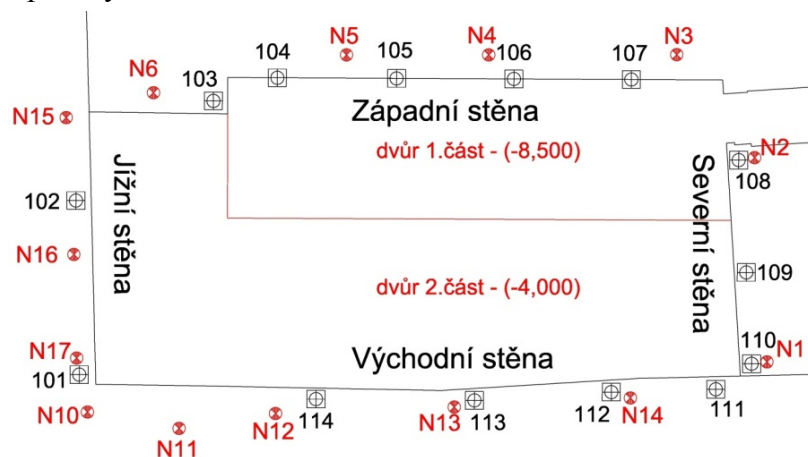 N5
N4
N3
104
105
106
107
N6
103
Západní stěna
N15
dvůr 1.část - (-8,500)
N2
108
Jížní stěna
Severní stěna
102
N16
109
dvůr 2.část - (-4,000)
N17
Východní stěna
110
N1
101
N10
N11
N12
114
N13
113
112
N14
111